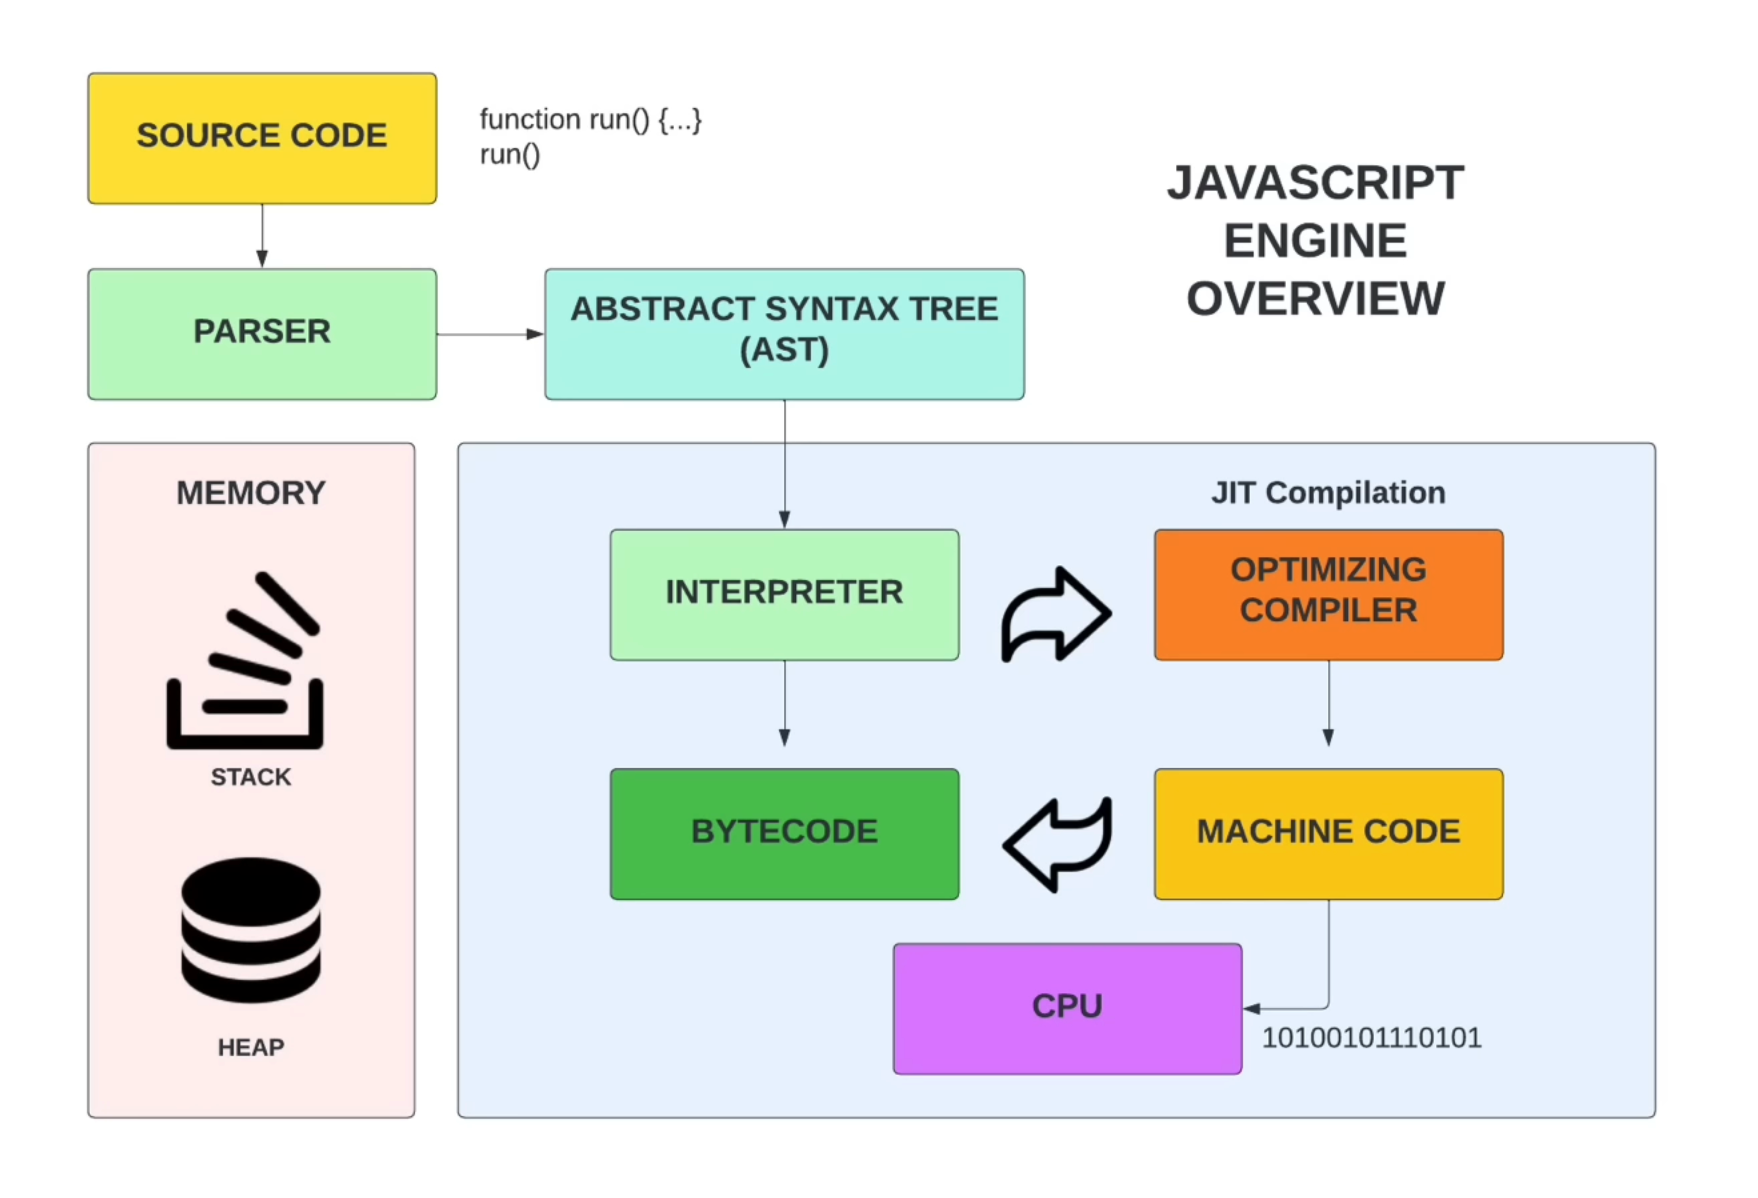 SOURCE CODE
function run() {...}
run()
JAVASCRIPT
ENGINE
OVERVIEW
PARSER
ABSTRACT SYNTAX TREE
(AST)
MEMORY
STACK
HEAP
JIT Compilation
INTERPRETER
OPTIMIZING
COMPILER
BYTECODE
MACHINE CODE
CPU
10100101110101